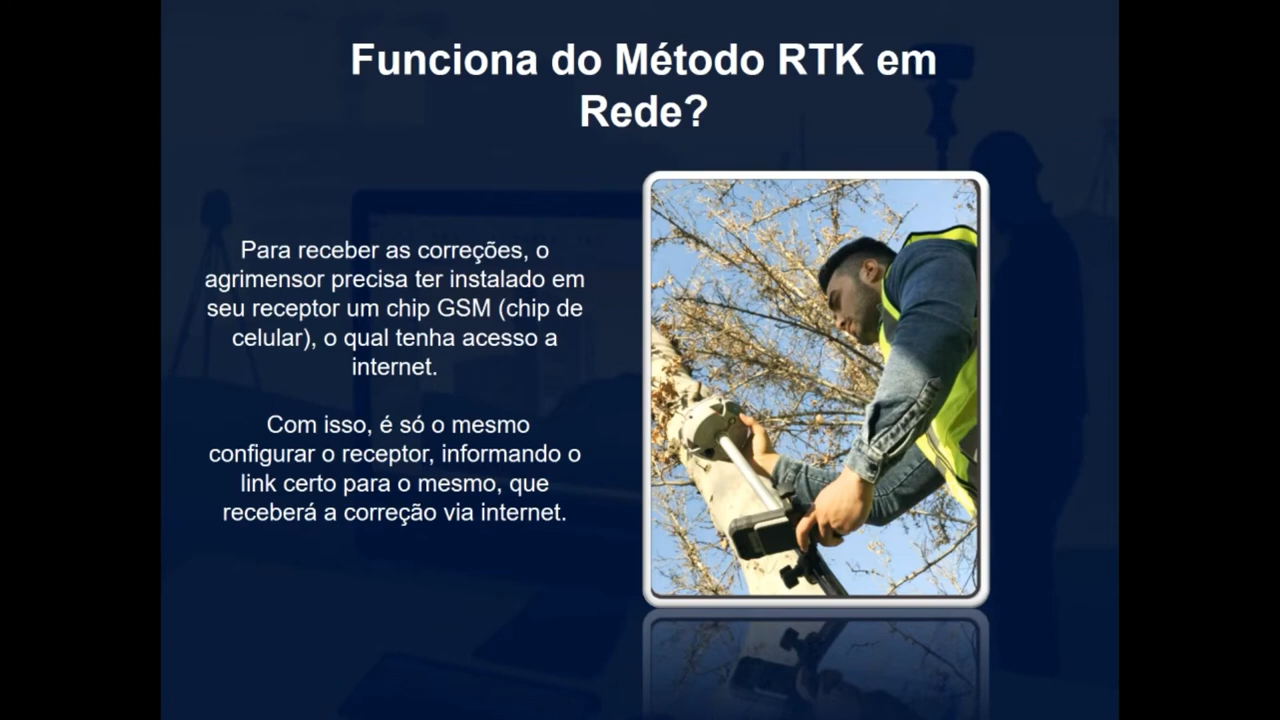 Funciona do Método RTK em
Rede?
Para receber as correções, o
agrimensor precisa ter instalado em
seu receptor um chip GSM (chip de
celular), o qual tenha acesso a
internet.
Com isso, é só o mesmo
configurar o receptor, informando o
link certo para o mesmo, que
receberá a correção via internet.